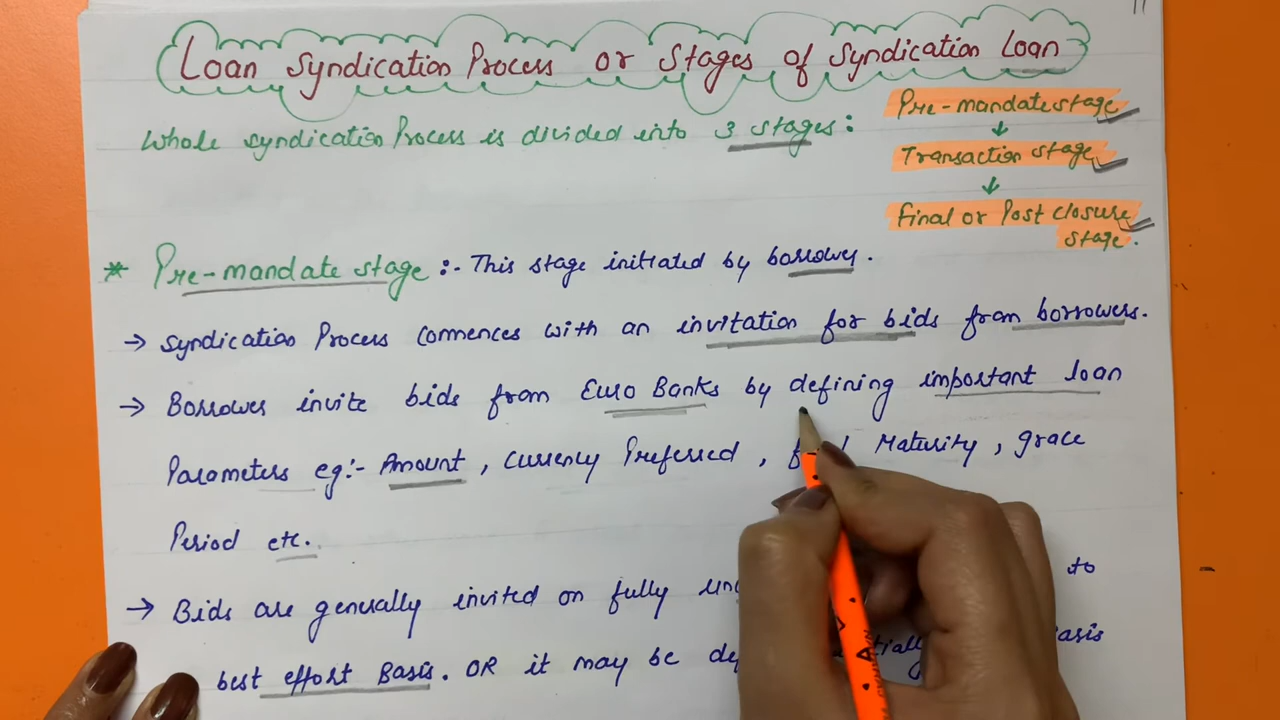 Loan Syndication Process or Stages of Syndication Loan
Whole syndication Process is divided into 3 stages:
Pre-mandate stage
↓
Transaction stage
↓
Final or Post closure
stage.
* Pre-mandate stage :- This stage initiated by borrower.
→ Syndication Process commences with an invitation for bids from borrowers.
→ Borrower invite bids from Euro Banks by defining important loan
Parameters eg:- Amount, Currency Preferred, Maturity, grace
Period etc.
→ Bids are generally invited on fully to
best effort Basis. OR it may be